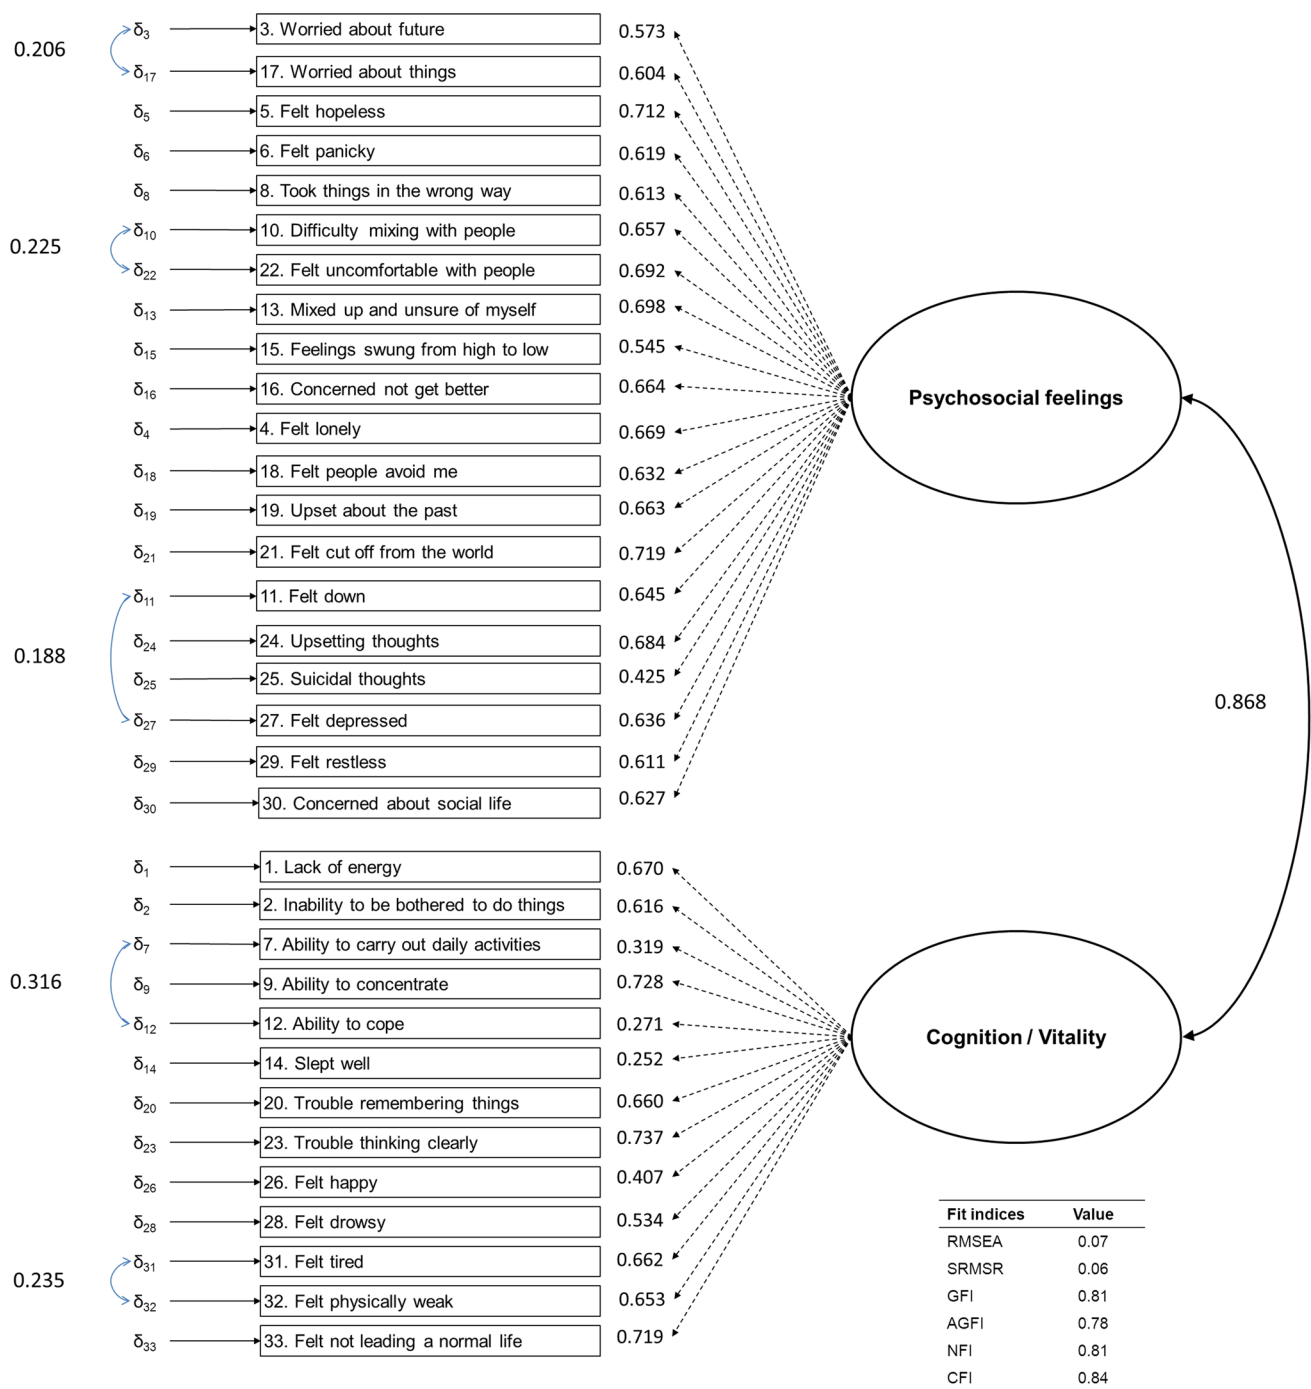 0.206
δ3 3. Worried about future 0.573
δ17 17. Worried about things 0.604
δ5 5. Felt hopeless 0.712
δ6 6. Felt panicky 0.619
δ8 8. Took things in the wrong way 0.613
0.225
δ10 10. Difficulty mixing with people 0.657
δ22 22. Felt uncomfortable with people 0.692
δ13 13. Mixed up and unsure of myself 0.698
δ15 15. Feelings swung from high to low 0.545
δ16 16. Concerned not get better 0.664
Psychosocial feelings
δ4 4. Felt lonely 0.669
δ18 18. Felt people avoid me 0.632
δ19 19. Upset about the past 0.663
δ21 21. Felt cut off from the world 0.719
δ11 11. Felt down 0.645
0.188
δ24 24. Upsetting thoughts 0.684
δ25 25. Suicidal thoughts 0.425
δ27 27. Felt depressed 0.636
0.868
δ29 29. Felt restless 0.611
δ30 30. Concerned about social life 0.627
δ1 1. Lack of energy 0.670
δ2 2. Inability to be bothered to do things 0.616
δ7 7. Ability to carry out daily activities 0.319
0.316
δ9 9. Ability to concentrate 0.728
δ12 12. Ability to cope 0.271
Cognition / Vitality
δ14 14. Slept well 0.252
δ20 20. Trouble remembering things 0.660
δ23 23. Trouble thinking clearly 0.737
δ26 26. Felt happy 0.407
δ28 28. Felt drowsy 0.534
0.235
δ31 31. Felt tired 0.662
δ32 32. Felt physically weak 0.653
δ33 33. Felt not leading a normal life 0.719
Fit indices Value
RMSEA 0.07
SRMSR 0.06
GFI 0.81
AGFI 0.78
NFI 0.81
CFI 0.84